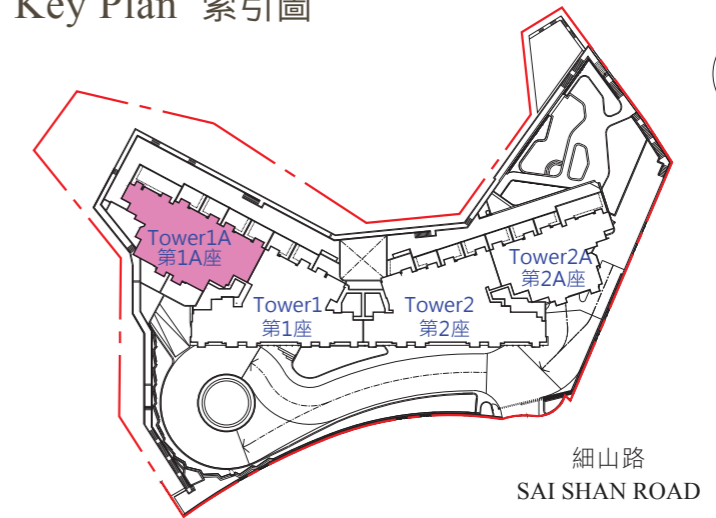 Key Plan 索引圖
Tower1A
第1A座
Tower2A
第2A座
Tower1
第1座
Tower2
第2座
細山路
SAI SHAN ROAD